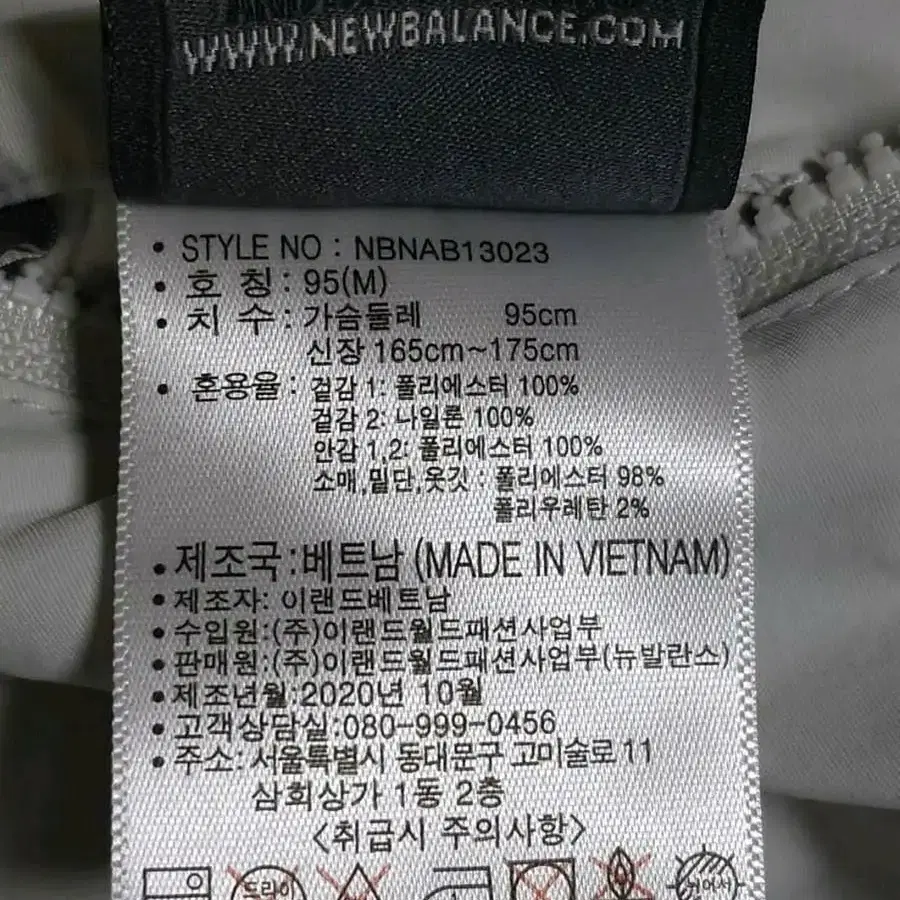 WWW.NEWBALANCE.COM
• STYLE NO : NBNAB13023
• 호 칭 : 95(M)
• 치 수 : 가슴둘레 95cm
신장 165cm~175cm
• 혼용율 : 겉감 1: 폴리에스터 100%
겉감 2: 나일론 100%
안감 1,2: 폴리에스터 100%
소매,밑단,옷깃 : 폴리에스터 98%
폴리우레탄 2%
• 제조국:베트남 (MADE IN VIETNAM)
• 제조자: 이랜드베트남
• 수입원:(주)이랜드월드패션사업부
• 판매원:(주)이랜드월드패션사업부(뉴발란스)
• 제조년월:2020년 10월
• 고객상담실:080-999-0456
• 주소: 서울특별시 동대문구 고미술로 11
삼희상가 1동 2층
<취급시 주의사항>
드라이